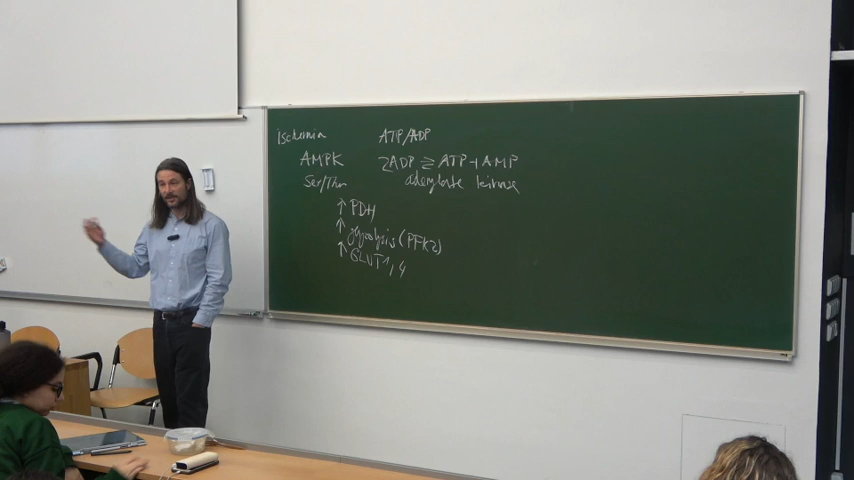 ischemia ATP/ADP
AMPK 2ADP ⇄ ATP + AMP
Ser/Thr adenylate kinase
↑ PDH
↑ glycolysis (PFK2)
↑ GLUT1,4